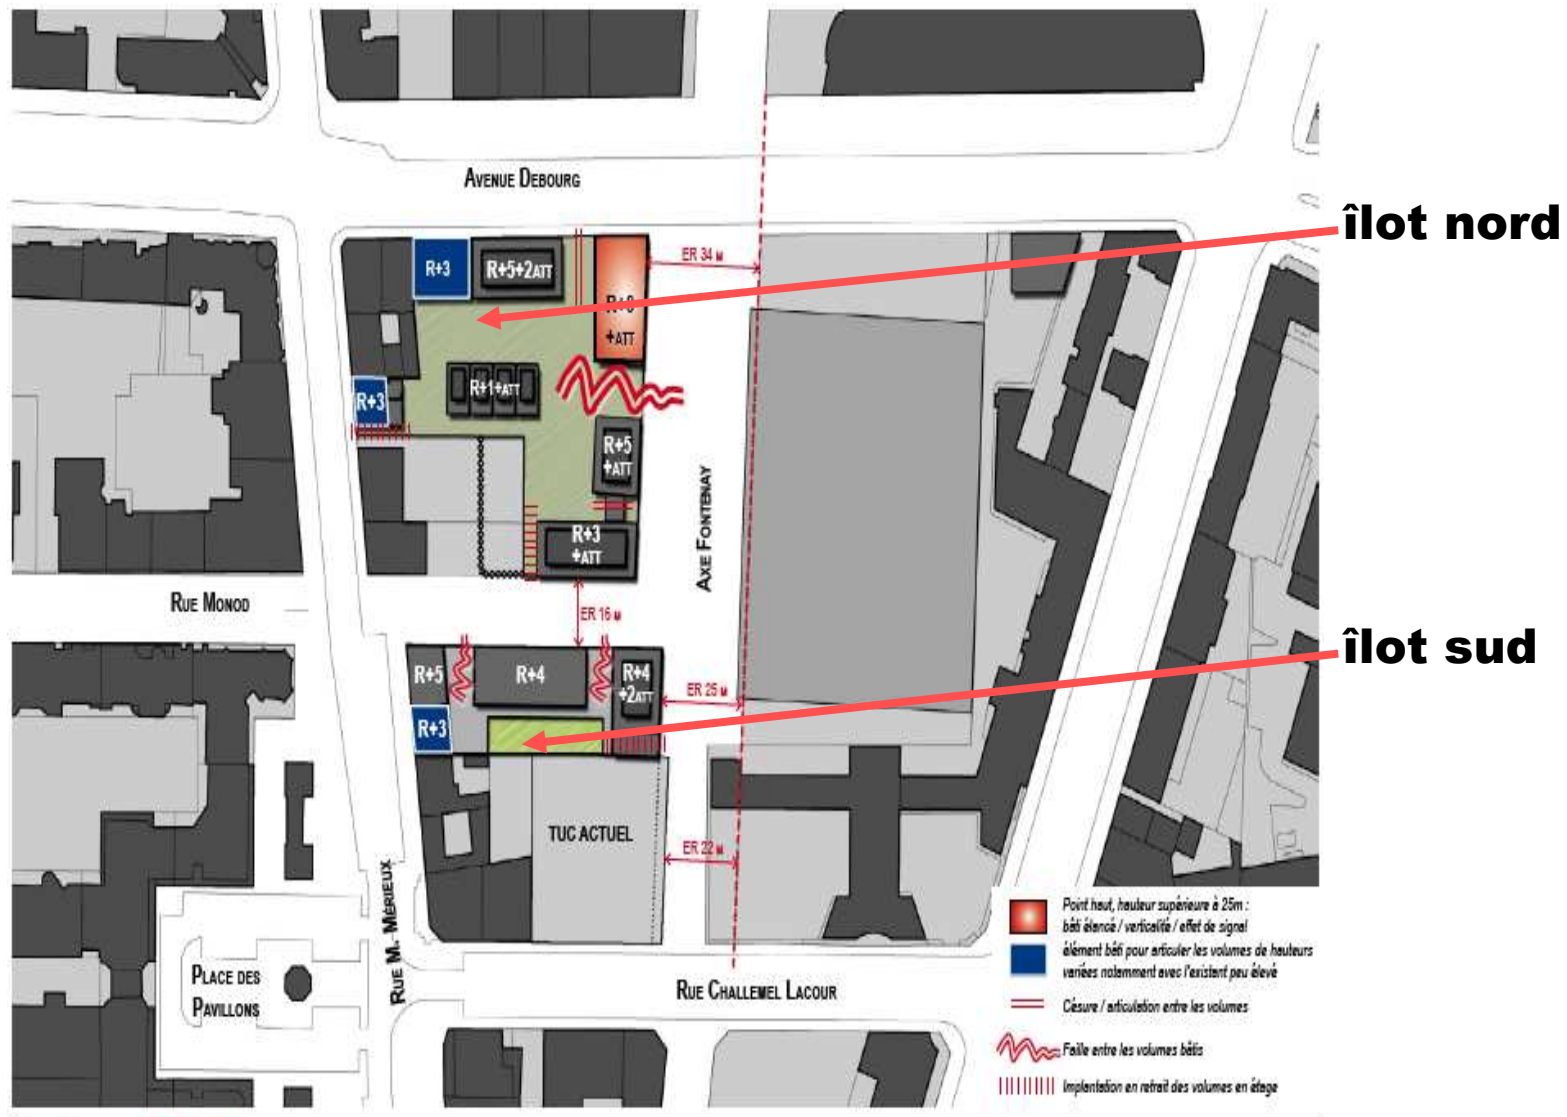 AVENUE DEBOURG
îlot nord
R+3
R+5+2ATT
ER 34 M
+ATT
R+1+ATT
R+3
R+5
+ATT
AXE FONTENAY
R+3
+ATT
RUE MONOD
ER 16 M
îlot sud
R+5
R+4
R+4
+2ATT
ER 25 M
R+3
TUC ACTUEL
ER 22 M
RUE M. MÉRIEUX
PLACE DES
PAVILLONS
RUE CHALLEMEL LACOUR
Point haut, hauteur supérieure à 25m :
bâti élancé / verticalité / effet de signal
élément bâti pour articuler les volumes de hauteurs
variées notamment avec l'existant peu élevé
Césure / articulation entre les volumes
Faille entre les volumes bâtis
Implantation en retrait des volumes en étage